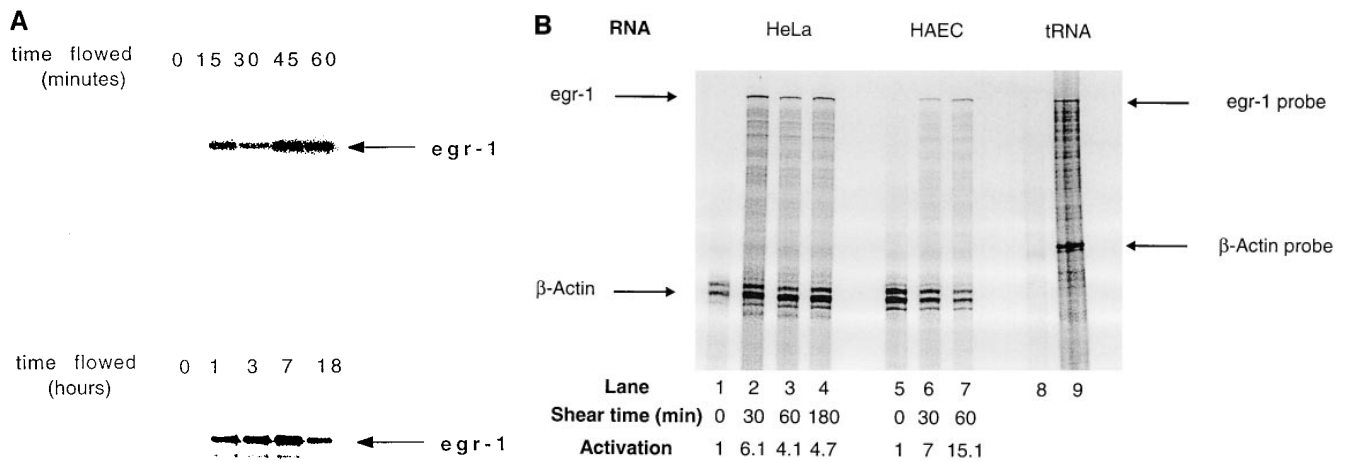 A
time flowed 0 15 30 45 60
(minutes)
egr-1
time flowed 0 1 3 7 18
(hours)
egr-1
B RNA HeLa HAEC tRNA
egr-1 egr-1 probe
β-Actin probe
β-Actin
Lane 1 2 3 4 5 6 7 8 9
Shear time (min) 0 30 60 180 0 30 60
Activation 1 6.1 4.1 4.7 1 7 15.1